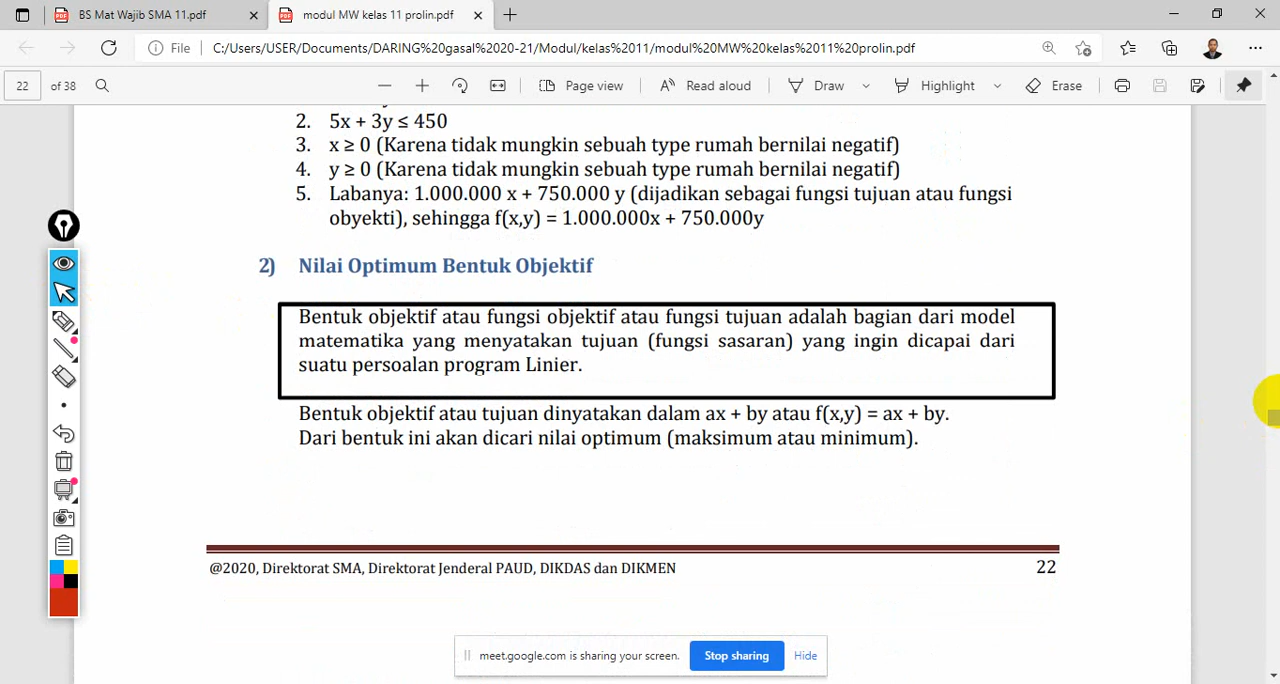 BS Mat Wajib SMA 11.pdf
modul MW kelas 11 prolin.pdf
File
C:/Users/USER/Documents/DARING%20gasal%202020-21/Modul/kelas%2011/modul%20MW%20kelas%2011%20prolin.pdf
22 of 38
Page view
Read aloud
Draw
Highlight
Erase
2. 5x + 3y ≤ 450
3. x ≥ 0 (Karena tidak mungkin sebuah type rumah bernilai negatif)
4. y ≥ 0 (Karena tidak mungkin sebuah type rumah bernilai negatif)
5. Labanya: 1.000.000 x + 750.000 y (dijadikan sebagai fungsi tujuan atau fungsi
obyekti), sehingga f(x,y) = 1.000.000x + 750.000y
2) Nilai Optimum Bentuk Objektif
Bentuk objektif atau fungsi objektif atau fungsi tujuan adalah bagian dari model
matematika yang menyatakan tujuan (fungsi sasaran) yang ingin dicapai dari
suatu persoalan program Linier.
Bentuk objektif atau tujuan dinyatakan dalam ax + by atau f(x,y) = ax + by.
Dari bentuk ini akan dicari nilai optimum (maksimum atau minimum).
@2020, Direktorat SMA, Direktorat Jenderal PAUD, DIKDAS dan DIKMEN
22
meet.google.com is sharing your screen.
Stop sharing
Hide